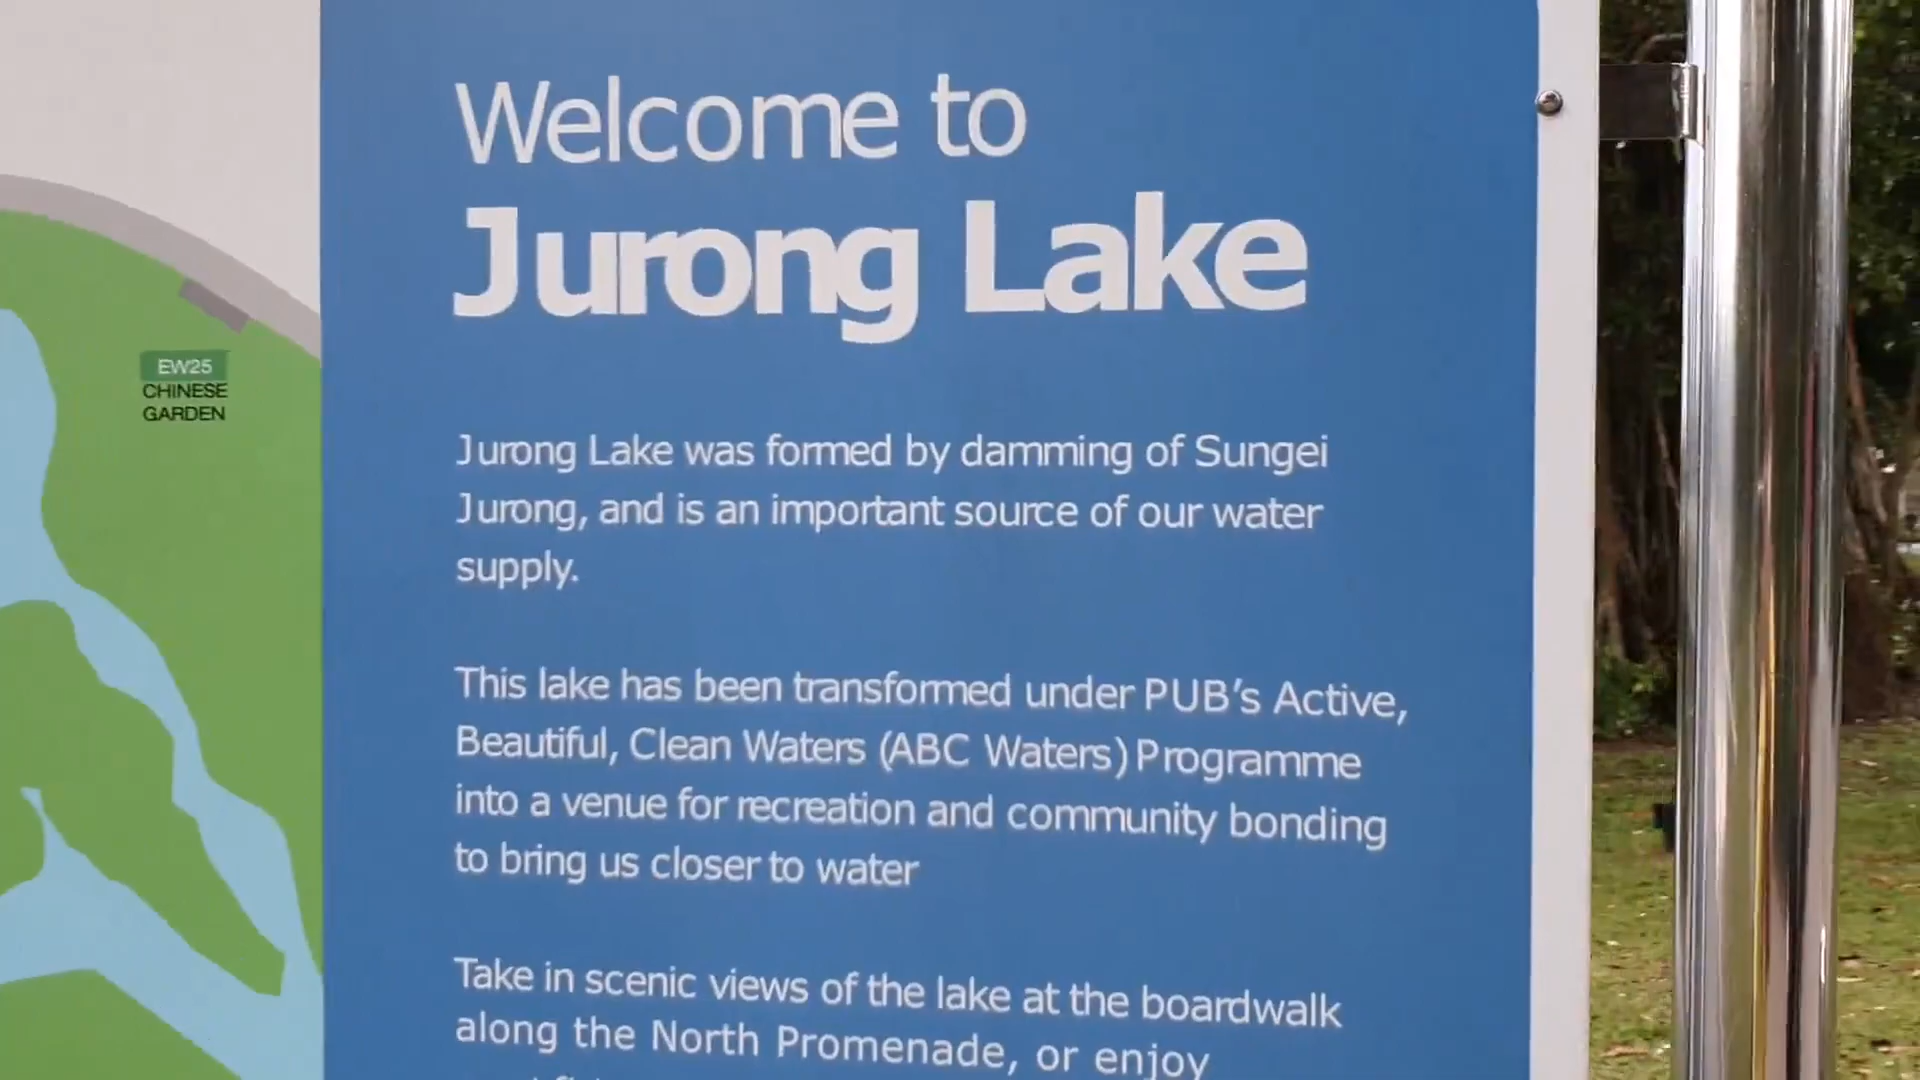 Welcome to
Jurong Lake
EW25
CHINESE
GARDEN
Jurong Lake was formed by damming of Sungei
Jurong, and is an important source of our water
supply.
This lake has been transformed under PUB's Active,
Beautiful, Clean Waters (ABC Waters) Programme
into a venue for recreation and community bonding
to bring us closer to water
Take in scenic views of the lake at the boardwalk
along the North Promenade, or enjoy